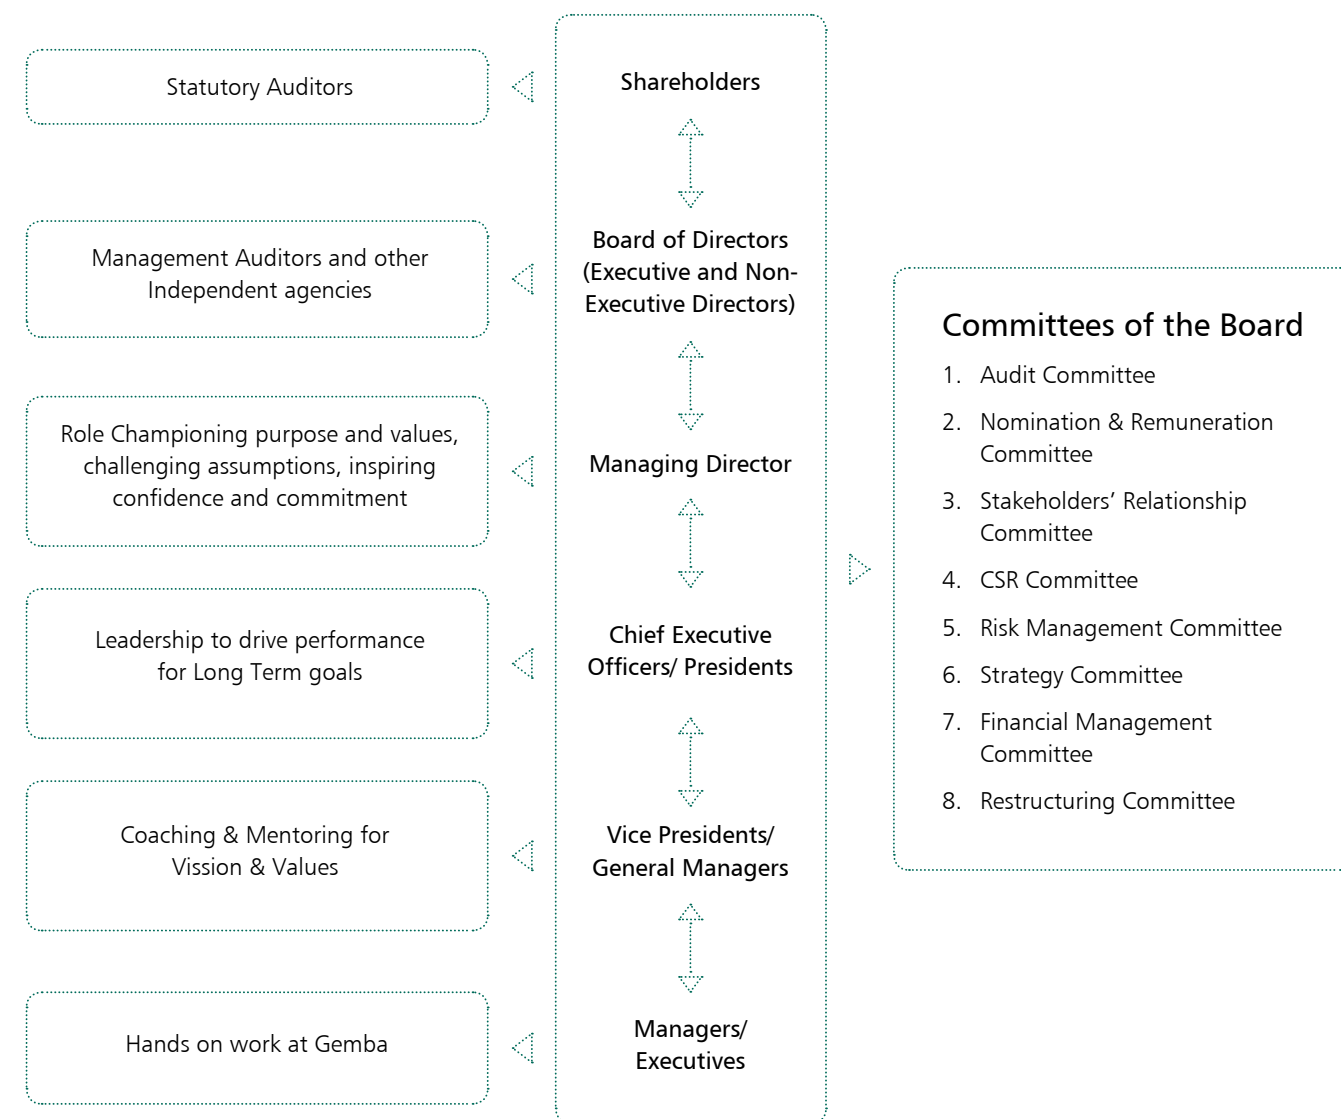 Statutory Auditors
Shareholders
Management Auditors and other
Independent agencies
Board of Directors
(Executive and Non-
Executive Directors)
Role Championing purpose and values,
challenging assumptions, inspiring
confidence and commitment
Managing Director
Leadership to drive performance
for Long Term goals
Chief Executive
Officers/ Presidents
Coaching & Mentoring for
Vission & Values
Vice Presidents/
General Managers
Hands on work at Gemba
Managers/
Executives
Committees of the Board
1. Audit Committee
2. Nomination & Remuneration
Committee
3. Stakeholders’ Relationship
Committee
4. CSR Committee
5. Risk Management Committee
6. Strategy Committee
7. Financial Management
Committee
8. Restructuring Committee